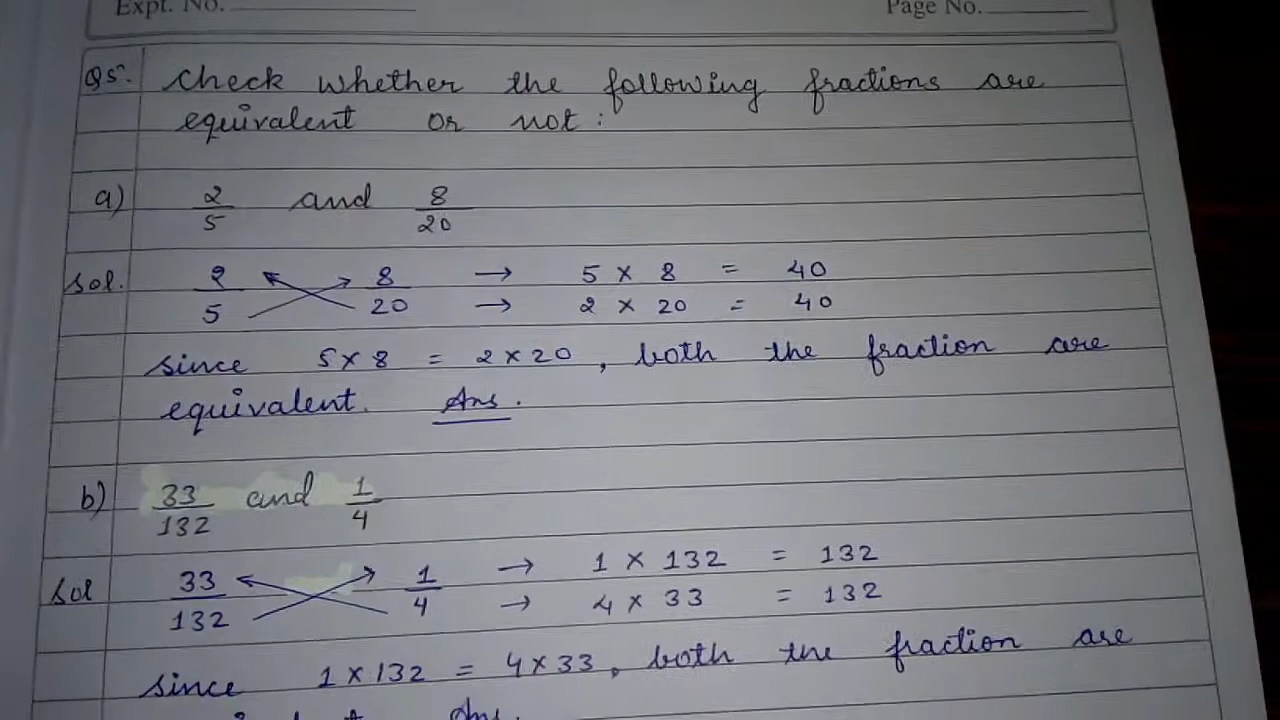 Expt. No.
Page No.
Q5. Check whether the following fractions are
equivalent or not:
a) 2/5 and 8/20
Sol. 2/5 8/20 → 5 × 8 = 40
→ 2 × 20 = 40
since 5 × 8 = 2 × 20, both the fraction are
equivalent. Ans.
b) 33/132 and 1/4
Sol 33/132 1/4 → 1 × 132 = 132
→ 4 × 33 = 132
since 1 × 132 = 4 × 33, both the fraction are
Ans.